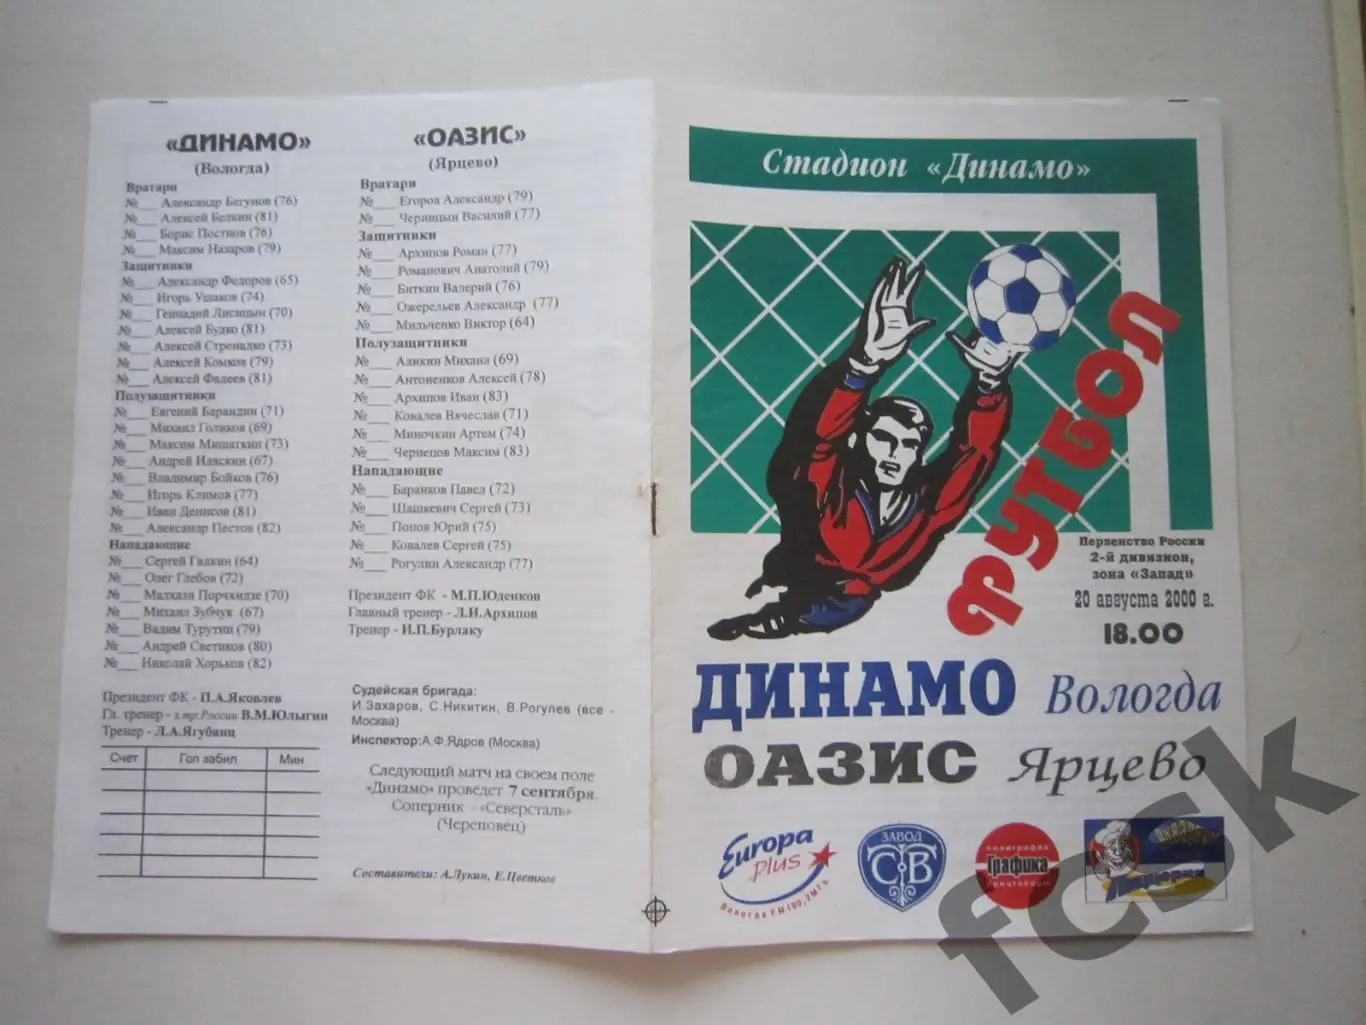 «ДИНАМО»
(Вологда)
Вратари
№___ Александр Бегунов (76)
№___ Алексей Белкин (81)
№___ Борис Постнов (76)
№___ Максим Назаров (79)
Защитники
№___ Александр Федоров (65)
№___ Игорь Ушаков (74)
№___ Геннадий Лисицын (70)
№___ Алексей Будко (81)
№___ Алексей Стренадко (73)
№___ Алексей Комков (79)
№___ Алексей Фадеев (81)
Полузащитники
№___ Евгений Барандин (71)
№___ Михаил Голиков (69)
№___ Максим Мишаткин (73)
№___ Андрей Иляскин (67)
№___ Владимир Бойков (76)
№___ Игорь Климов (77)
№___ Иван Денисов (81)
№___ Александр Пестов (82)
Нападающие
№___ Сергей Галкин (64)
№___ Олег Глебов (72)
№___ Малхази Порчхидзе (70)
№___ Михаил Зубчук (67)
№___ Вадим Турутин (79)
№___ Андрей Светиков (80)
№___ Николай Хорьков (82)
Президент ФК - П.А.Яковлев
Гл. тренер - з.тр.России В.М.Юлыгин
Тренер - Л.А.Ягубянц
Счет Гол забил Мин
«ОАЗИС»
(Ярцево)
Вратари
№___ Егоров Александр (79)
№___ Черницын Василий (77)
Защитники
№___ Архипов Роман (77)
№___ Романович Анатолий (79)
№___ Биткин Валерий (76)
№___ Ожерельев Александр (77)
№___ Мильченко Виктор (64)
Полузащитники
№___ Аликин Михаил (69)
№___ Антоненков Алексей (78)
№___ Архипов Иван (83)
№___ Ковалев Вячеслав (71)
№___ Миночкин Артем (74)
№___ Чернецов Максим (83)
Нападающие
№___ Баранков Павел (72)
№___ Шашкевич Сергей (73)
№___ Попов Юрий (75)
№___ Ковалев Сергей (75)
№___ Рогулин Александр (77)
Президент ФК - М.П.Юденков
Главный тренер - Л.И.Архипов
Тренер - И.П.Бурлаку
Судейская бригада:
И.Захаров, С.Никитин, В.Рогулев (все -
Москва)
Инспектор: А.Ф.Ядров (Москва)
Следующий матч на своем поле
«Динамо» проведет 7 сентября.
Соперник - «Северсталь»
(Череповец)
Составители: А.Лукин, Е.Цветков
Стадион «Динамо»
ФУТБОЛ
Первенство России
2-й дивизион,
зона «Запад»
20 августа 2000 г.
18.00
ДИНАМО Вологда
ОАЗИС Ярцево
Europa
plus
Вологда FM 100,2 МГц
ЗАВОД
СВ
полиграфия
Графика
канцтовары
fcsk